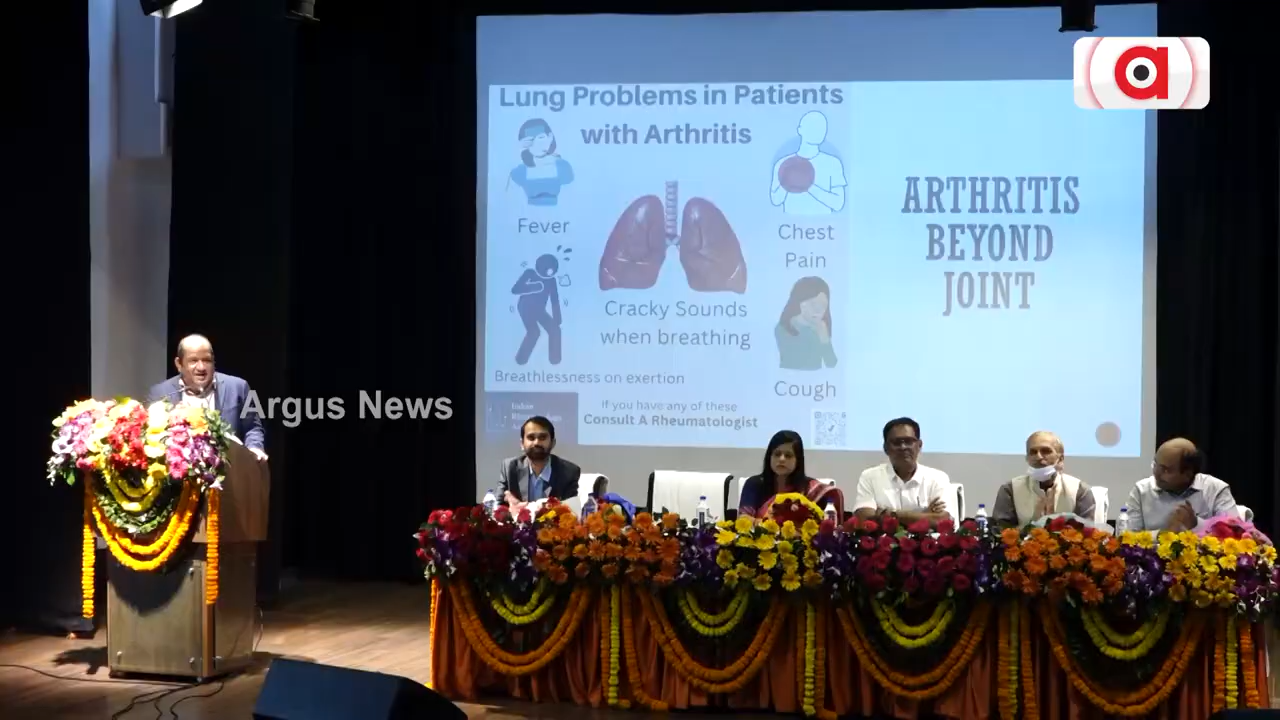 a
Lung Problems in Patients
with Arthritis
Fever
Chest
Pain
Cracky Sounds
when breathing
Breathlessness on exertion
Cough
If you have any of these
Consult A Rheumatologist
ARTHRITIS
BEYOND
JOINT
Argus News